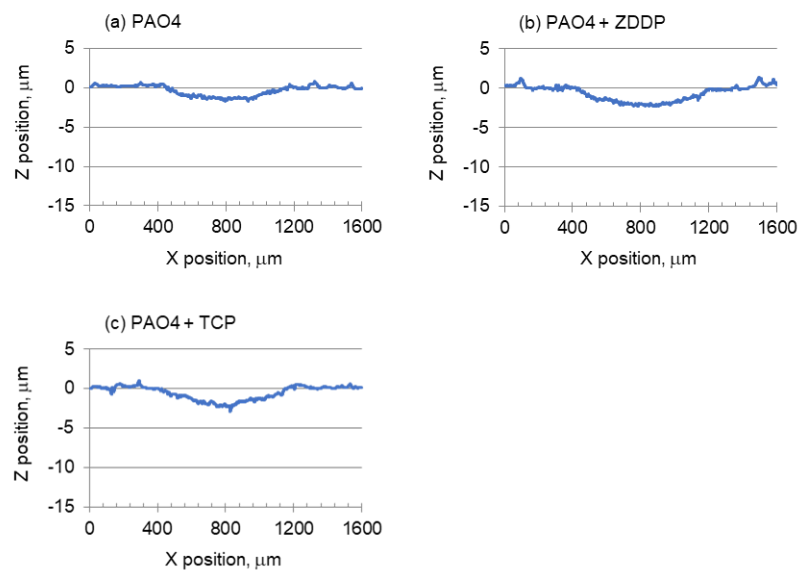 (a) PAO4
5
0
-5
-10
-15
Z position, μm
0 400 800 1200 1600
X position, μm
(b) PAO4 + ZDDP
5
0
-5
-10
-15
Z position, μm
0 400 800 1200 1600
X position, μm
(c) PAO4 + TCP
5
0
-5
-10
-15
Z position, μm
0 400 800 1200 1600
X position, μm